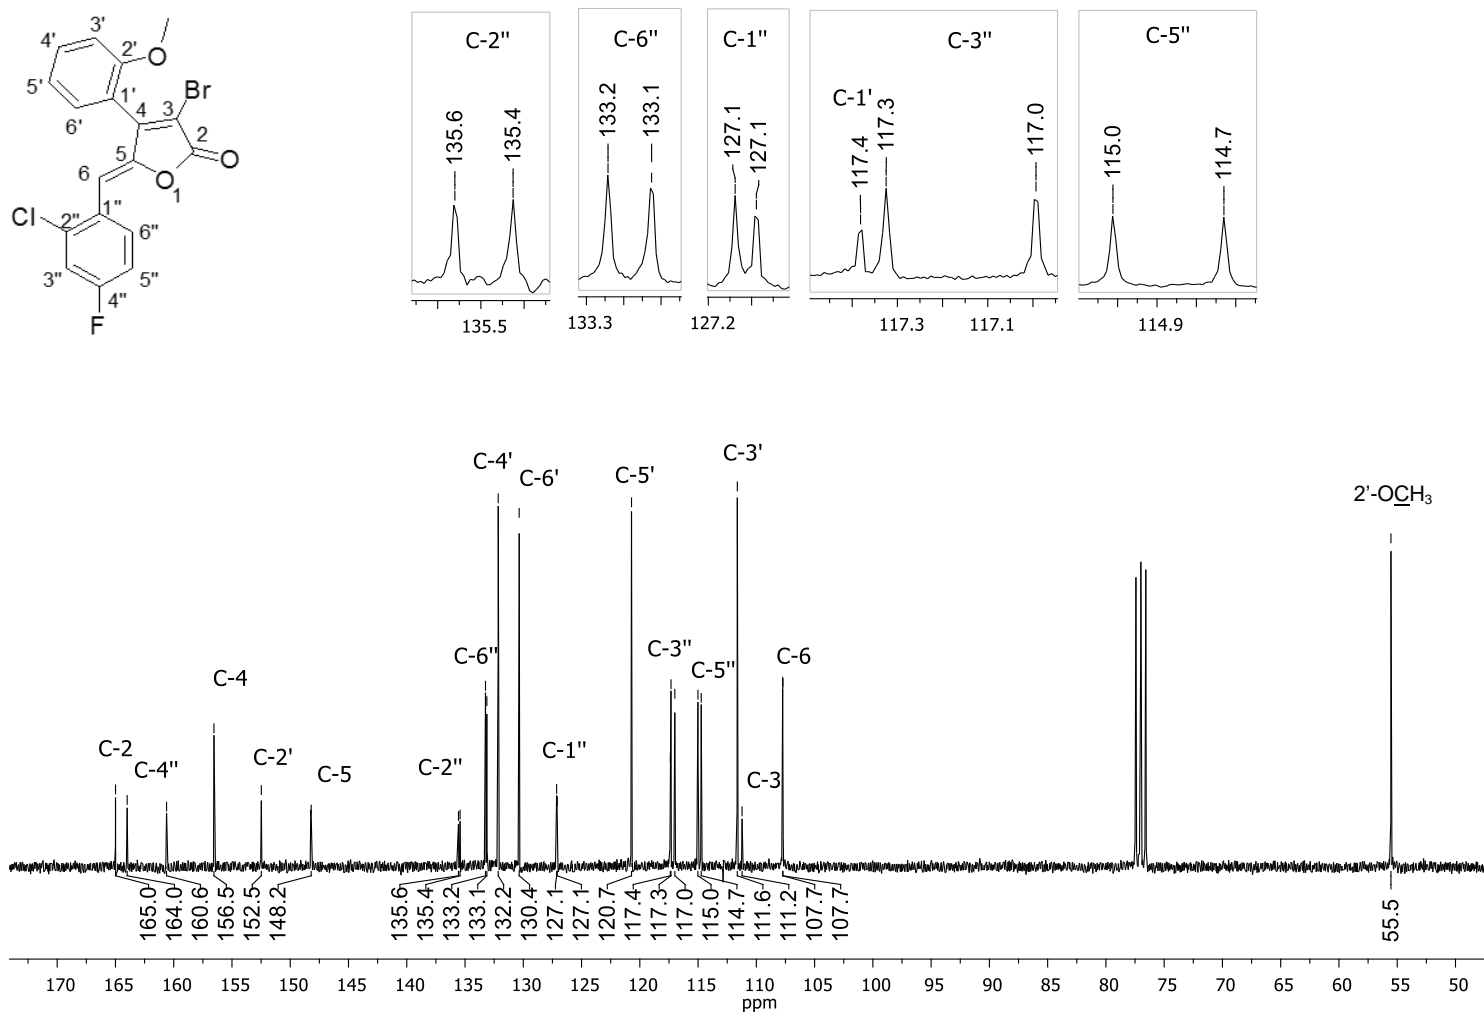 3'
4'
2'
O
5'
1'
Br
6'
4
3
2
O
5
6
O
1
Cl
2''
1''
6''
3''
5''
4''
F
C-2"
135.6
135.4
135.5
C-6"
133.2
133.1
133.3
C-1"
127.1
127.1
127.2
C-3"
C-1'
117.4
117.3
117.0
117.3
117.1
C-5"
115.0
114.7
114.9
C-4'
C-6'
C-5'
C-3'
2'-OCH3
C-6"
C-3"
C-5"
C-6
C-4
C-2
C-4"
C-2'
C-5
C-2"
C-1"
C-3
165.0
164.0
160.6
156.5
152.5
148.2
135.6
135.4
133.2
133.1
132.2
130.4
127.1
127.1
120.7
117.4
117.3
117.0
115.0
114.7
111.6
111.2
107.7
107.7
55.5
170 165 160 155 150 145 140 135 130 125 120 115 110 105 100 95 90 85 80 75 70 65 60 55 50
ppm